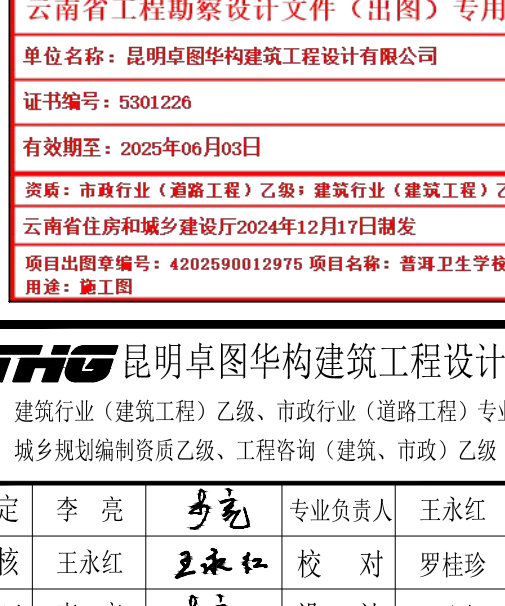 云南省工程勘察设计文件（出图）专用
单位名称：昆明卓图华构建筑工程设计有限公司
证书编号：5301226
有效期至：2025年06月03日
资质：市政行业（道路工程）乙级；建筑行业（建筑工程）乙
云南省住房和城乡建设厅2024年12月17日制发
项目出图章编号：4202590012975 项目名称：普洱卫生学校
用途：施工图
THG 昆明卓图华构建筑工程设计
建筑行业（建筑工程）乙级、市政行业（道路工程）专业
城乡规划编制资质乙级、工程咨询（建筑、市政）乙级
定 李 亮 李亮 专业负责人 王永红
核 王永红 王永红 校 对 罗桂珍